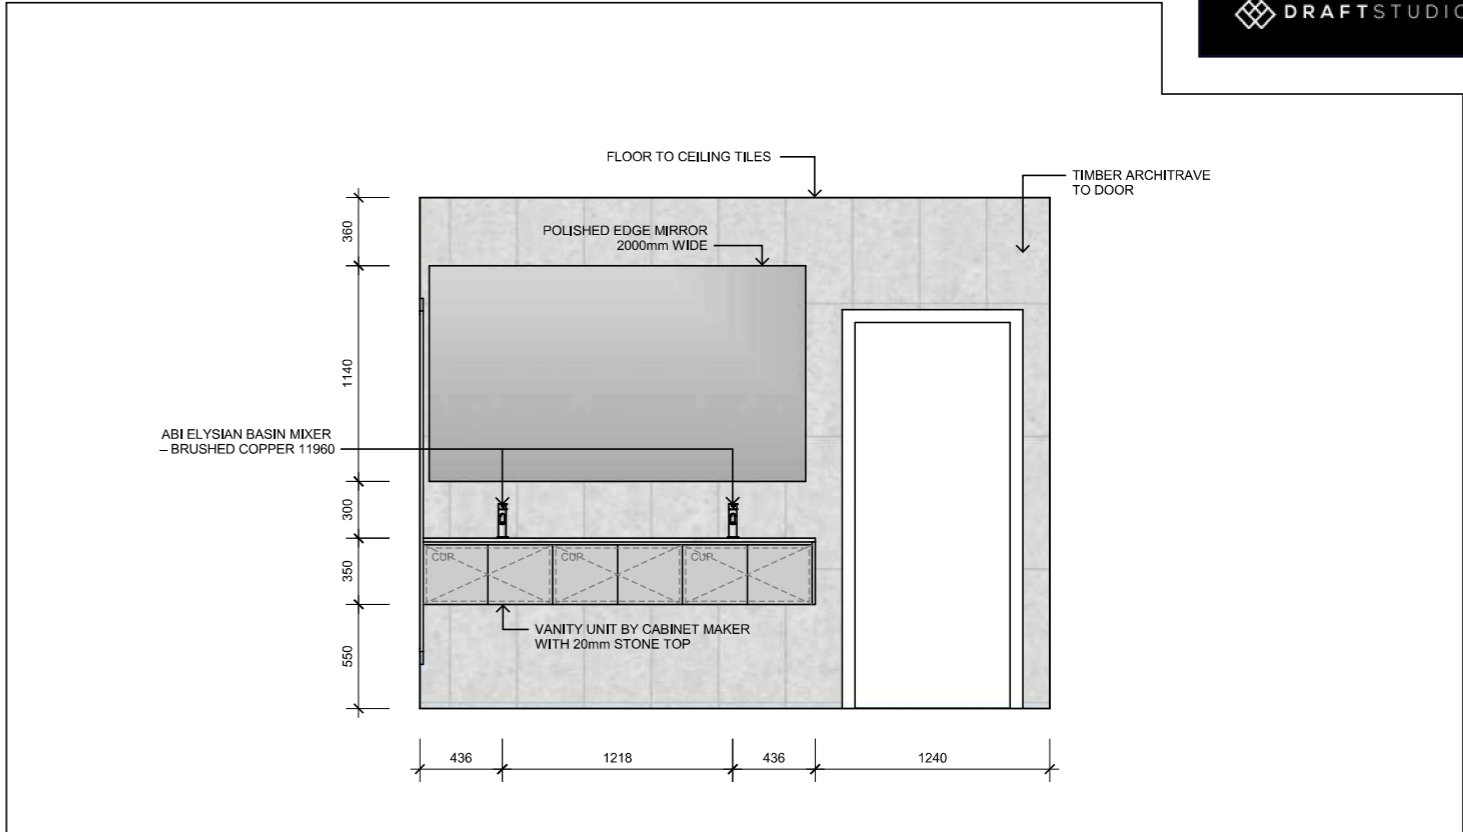 DRAFTSTUDIO
FLOOR TO CEILING TILES
TIMBER ARCHITRAVE
TO DOOR
POLISHED EDGE MIRROR
2000mm WIDE
360
1140
ABI ELYSIAN BASIN MIXER
– BRUSHED COPPER 11960
300
350
CUP
CUP
CUP
550
VANITY UNIT BY CABINET MAKER
WITH 20mm STONE TOP
436
1218
436
1240